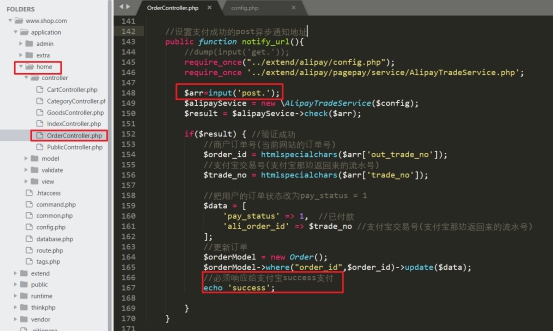 FOLDERS
www.shop.com
application
admin
extra
home
controller
CartController.php
CategoryController.php
GoodsController.php
IndexController.php
OrderController.php
PublicController.php
model
validate
view
.htaccess
command.php
common.php
config.php
database.php
route.php
tags.php
extend
public
runtime
thinkphp
vendor
OrderController.php
config.php
141
142 //设置支付成功的post异步通知地址
143 public function notify_url(){
144 //dump(input('get.'));
145 require_once("../extend/alipay/config.php");
146 require_once '../extend/alipay/pagepay/service/AlipayTradeService.php';
147
148 $arr=input('post.');
149 $alipaySevice = new \AlipayTradeService($config);
150 $result = $alipaySevice->check($arr);
151
152 if($result) { //验证成功
153 //商户订单号(当前网站的订单号)
154 $order_id = htmlspecialchars($arr['out_trade_no']);
155 //支付宝交易号(支付宝那边返回来的流水号)
156 $trade_no = htmlspecialchars($arr['trade_no']);
157
158
159 //把用户的订单状态改为pay_status = 1
160 $data = [
161 'pay_status' => 1, //已付款
162 'ali_order_id' => $trade_no //支付宝交易号(支付宝那边返回来的流水号)
162 ];
163 //更新订单
164 $orderModel = new Order();
165 $orderModel->where("order_id",$order_id)->update($data);
166 //必须响应给支付宝success支付
167 echo 'success';
168
169 }
170 }
171